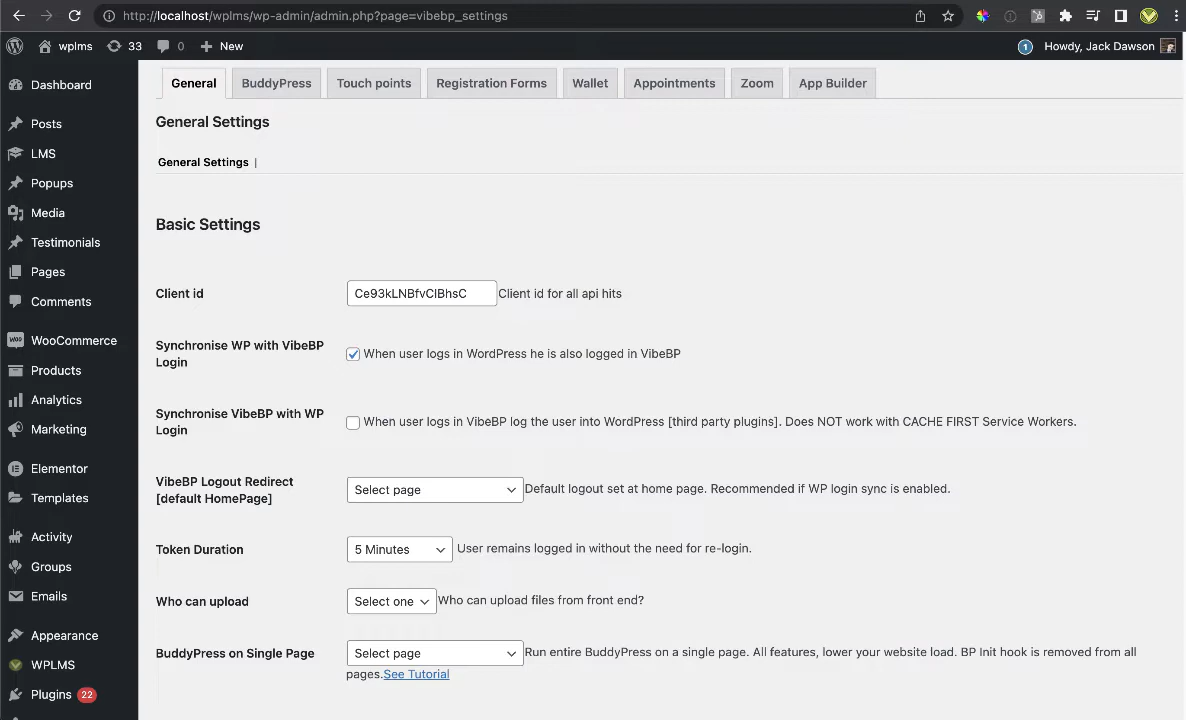 http://localhost/wplms/wp-admin/admin.php?page=vibebp_settings
wplms 33 0 New 1 Howdy, Jack Dawson
Dashboard
Posts
LMS
Popups
Media
Testimonials
Pages
Comments
WooCommerce
Products
Analytics
Marketing
Elementor
Templates
Activity
Groups
Emails
Appearance
WPLMS
Plugins 22
General BuddyPress Touch points Registration Forms Wallet Appointments Zoom App Builder
General Settings
General Settings |
Basic Settings
Client id Ce93kLNBfvClBhsC Client id for all api hits
Synchronise WP with VibeBP
Login
When user logs in WordPress he is also logged in VibeBP
Synchronise VibeBP with WP
Login
When user logs in VibeBP log the user into WordPress [third party plugins]. Does NOT work with CACHE FIRST Service Workers.
VibeBP Logout Redirect
[default HomePage]
Select page Default logout set at home page. Recommended if WP login sync is enabled.
Token Duration 5 Minutes User remains logged in without the need for re-login.
Who can upload Select one Who can upload files from front end?
BuddyPress on Single Page Select page Run entire BuddyPress on a single page. All features, lower your website load. BP Init hook is removed from all
pages.See Tutorial